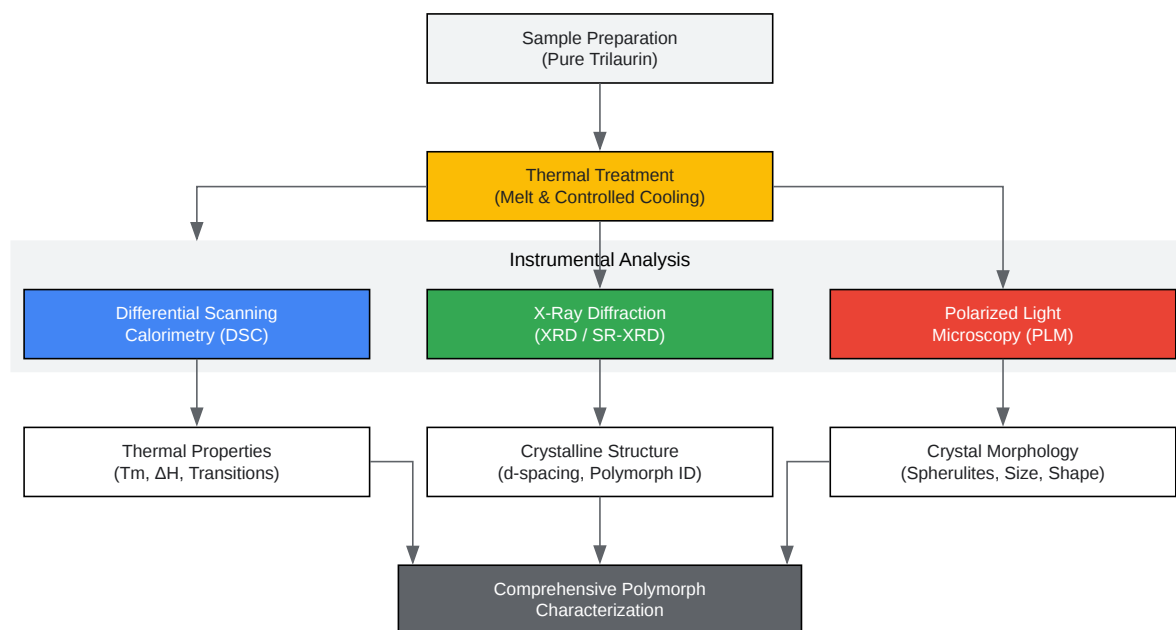 Sample Preparation
(Pure Trilaurin)
Thermal Treatment
(Melt & Controlled Cooling)
Instrumental Analysis
Differential Scanning
Calorimetry (DSC)
X-Ray Diffraction
(XRD / SR-XRD)
Polarized Light
Microscopy (PLM)
Thermal Properties
(Tm, ΔH, Transitions)
Crystalline Structure
(d-spacing, Polymorph ID)
Crystal Morphology
(Spherulites, Size, Shape)
Comprehensive Polymorph
Characterization